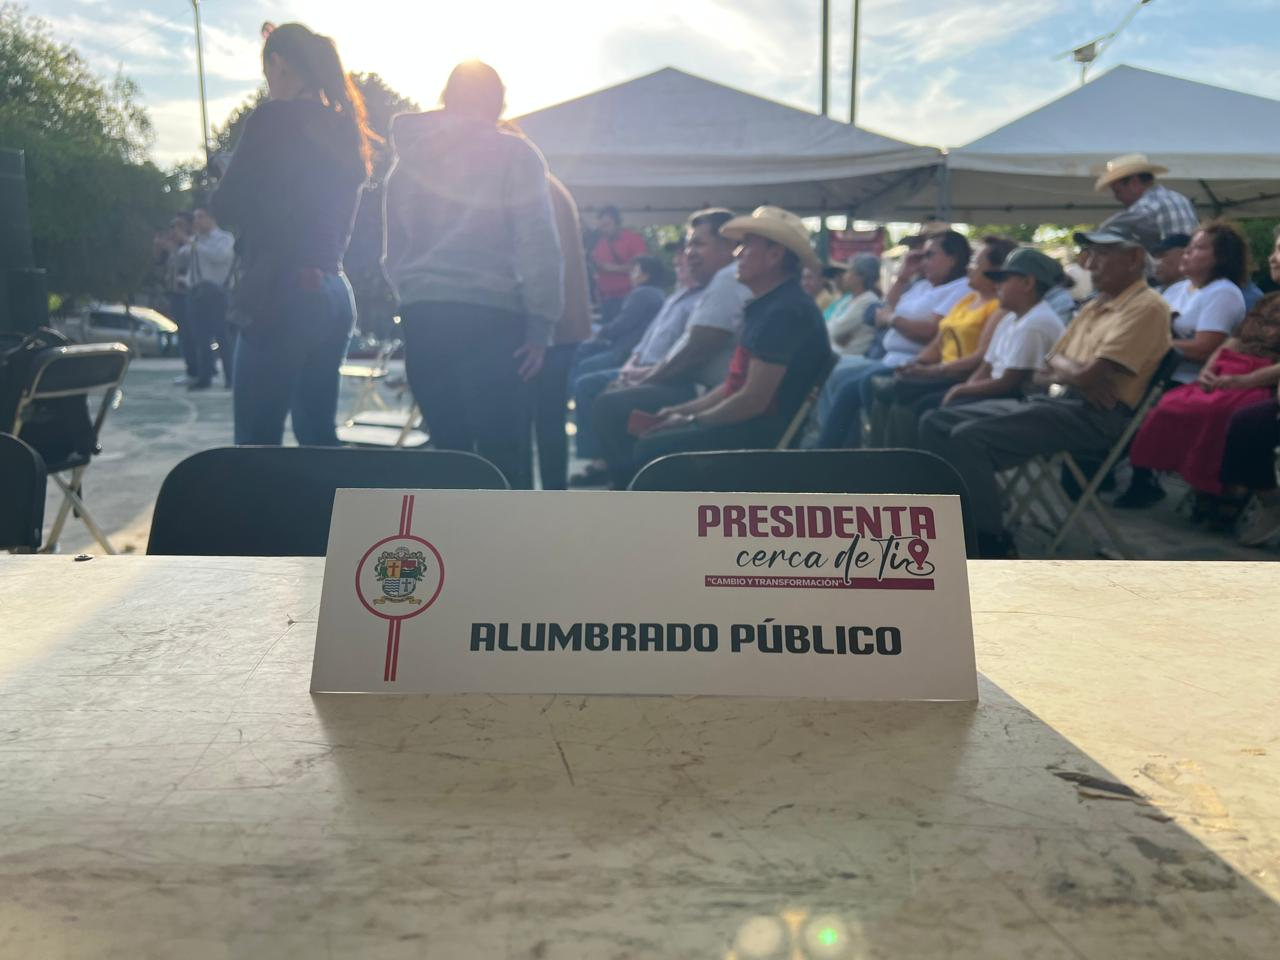 PRESIDENTA
cerca de Ti
"CAMBIO Y TRANSFORMACIÓN"
ALUMBRADO PÚBLICO